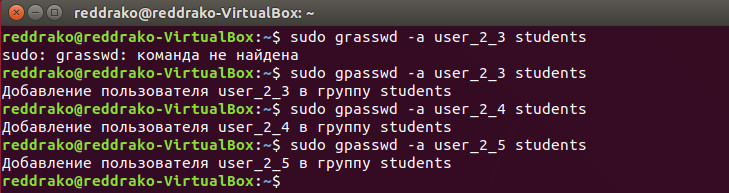 reddrako@reddrako-VirtualBox: ~
reddrako@reddrako-VirtualBox:~$ sudo grasswd -a user_2_3 students
sudo: grasswd: команда не найдена
reddrako@reddrako-VirtualBox:~$ sudo gpasswd -a user_2_3 students
Добавление пользователя user_2_3 в группу students
reddrako@reddrako-VirtualBox:~$ sudo gpasswd -a user_2_4 students
Добавление пользователя user_2_4 в группу students
reddrako@reddrako-VirtualBox:~$ sudo gpasswd -a user_2_5 students
Добавление пользователя user_2_5 в группу students
reddrako@reddrako-VirtualBox:~$